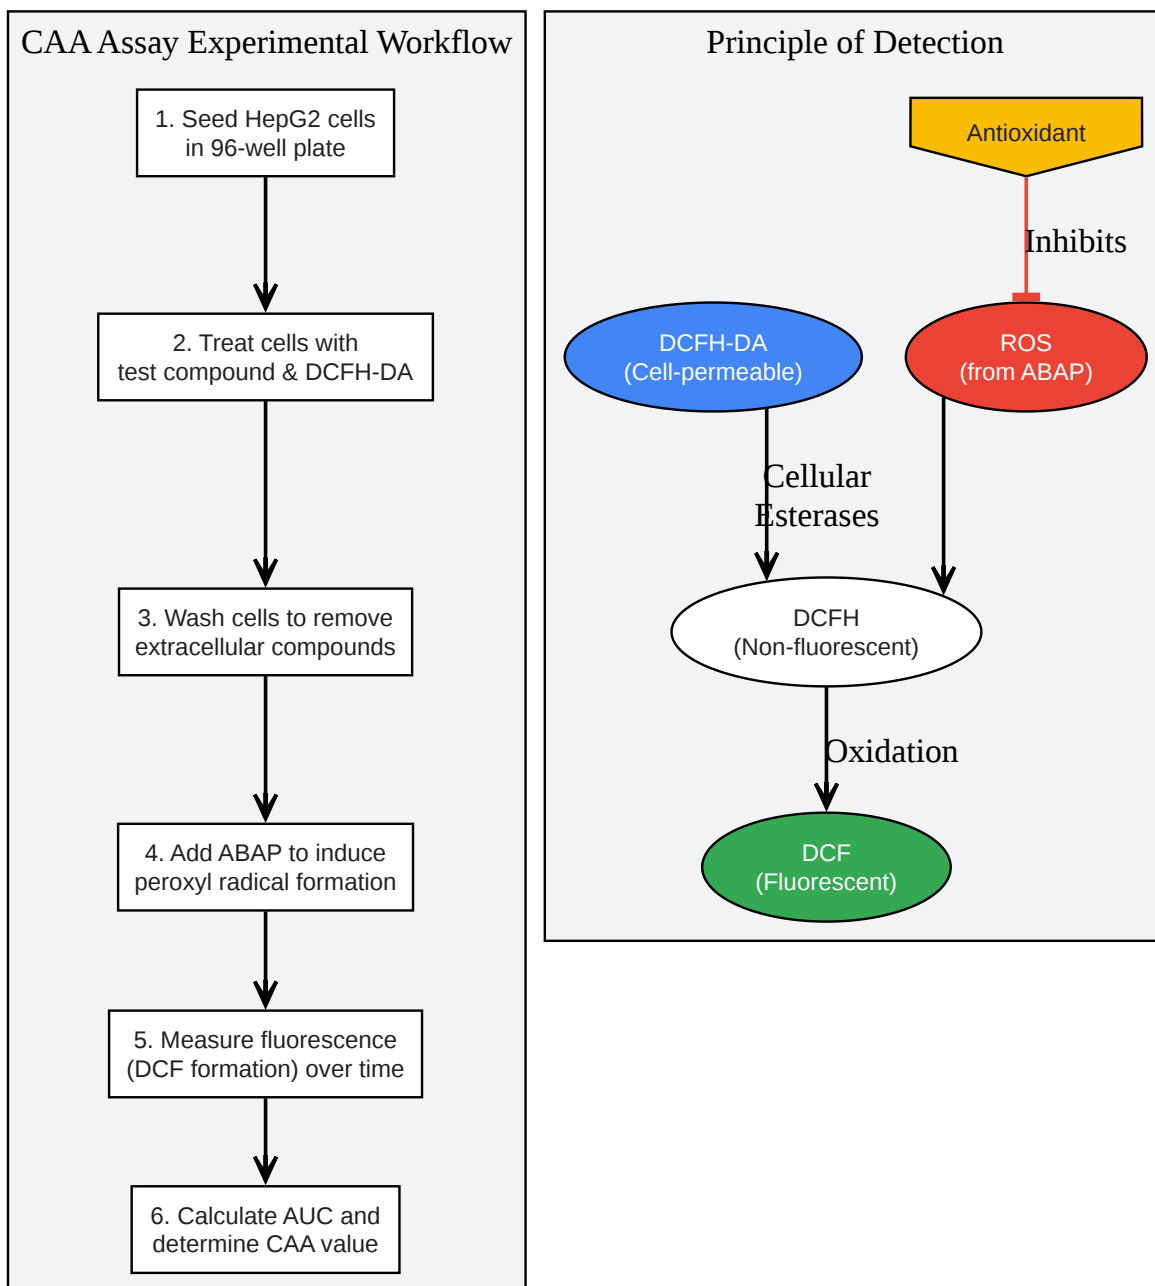 CAA Assay Experimental Workflow
1. Seed HepG2 cells
in 96-well plate
2. Treat cells with
test compound & DCFH-DA
3. Wash cells to remove
extracellular compounds
4. Add ABAP to induce
peroxyl radical formation
5. Measure fluorescence
(DCF formation) over time
6. Calculate AUC and
determine CAA value
Principle of Detection
Antioxidant
Inhibits
DCFH-DA
(Cell-permeable)
ROS
(from ABAP)
Cellular
Esterases
DCFH
(Non-fluorescent)
Oxidation
DCF
(Fluorescent)